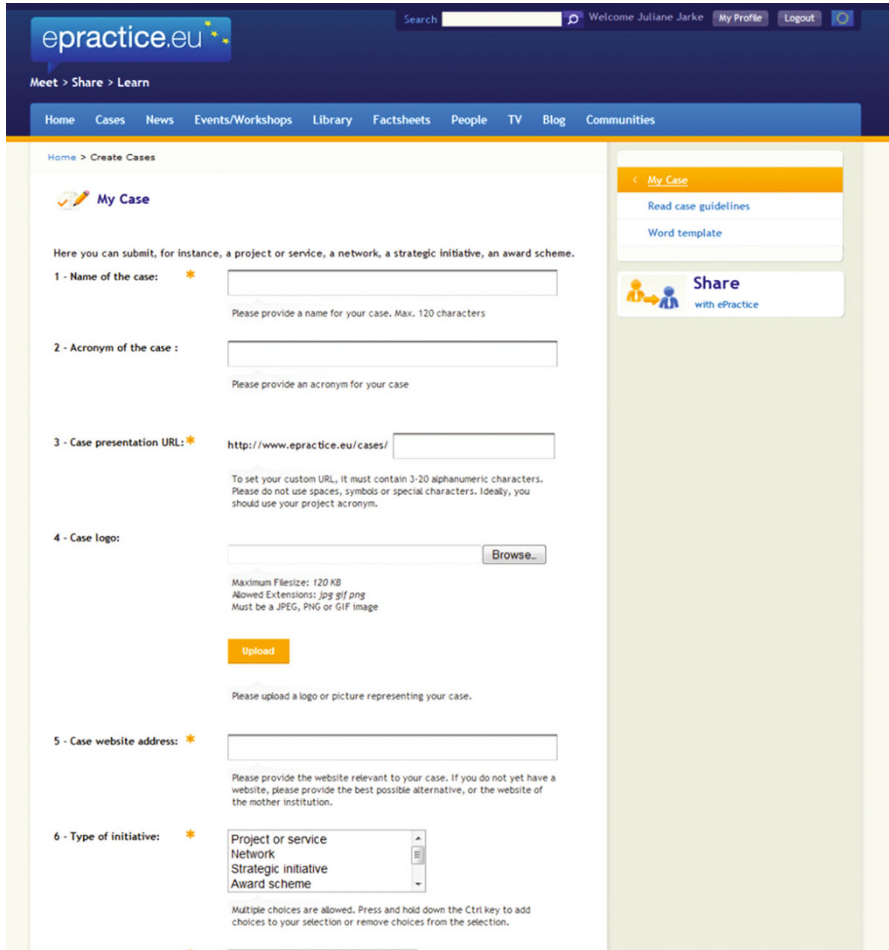 Search
Welcome Juliane Jarke My Profile Logout
epractice.eu
Meet > Share > Learn
Home Cases News Events/Workshops Library Factsheets People TV Blog Communities
Home > Create Cases
My Case
Here you can submit, for instance, a project or service, a network, a strategic initiative, an award scheme.
1 - Name of the case: *
Please provide a name for your case. Max. 120 characters
2 - Acronym of the case :
Please provide an acronym for your case
3 - Case presentation URL: * http://www.epractice.eu/cases/
To set your custom URL, it must contain 3-20 alphanumeric characters.
Please do not use spaces, symbols or special characters. Ideally, you
should use your project acronym.
4 - Case logo:
Browse..
Maximum Filesize: 120 KB
Allowed Extensions: jpg gif png
Must be a JPEG, PNG or GIF image
Upload
Please upload a logo or picture representing your case.
5 - Case website address: *
Please provide the website relevant to your case. If you do not yet have a
website, please provide the best possible alternative, or the website of
the mother institution.
6 - Type of initiative: *
Project or service
Network
Strategic initiative
Award scheme
Multiple choices are allowed. Press and hold down the Ctrl key to add
choices to your selection or remove choices from the selection.
< My Case
Read case guidelines
Word template
Share
with ePractice